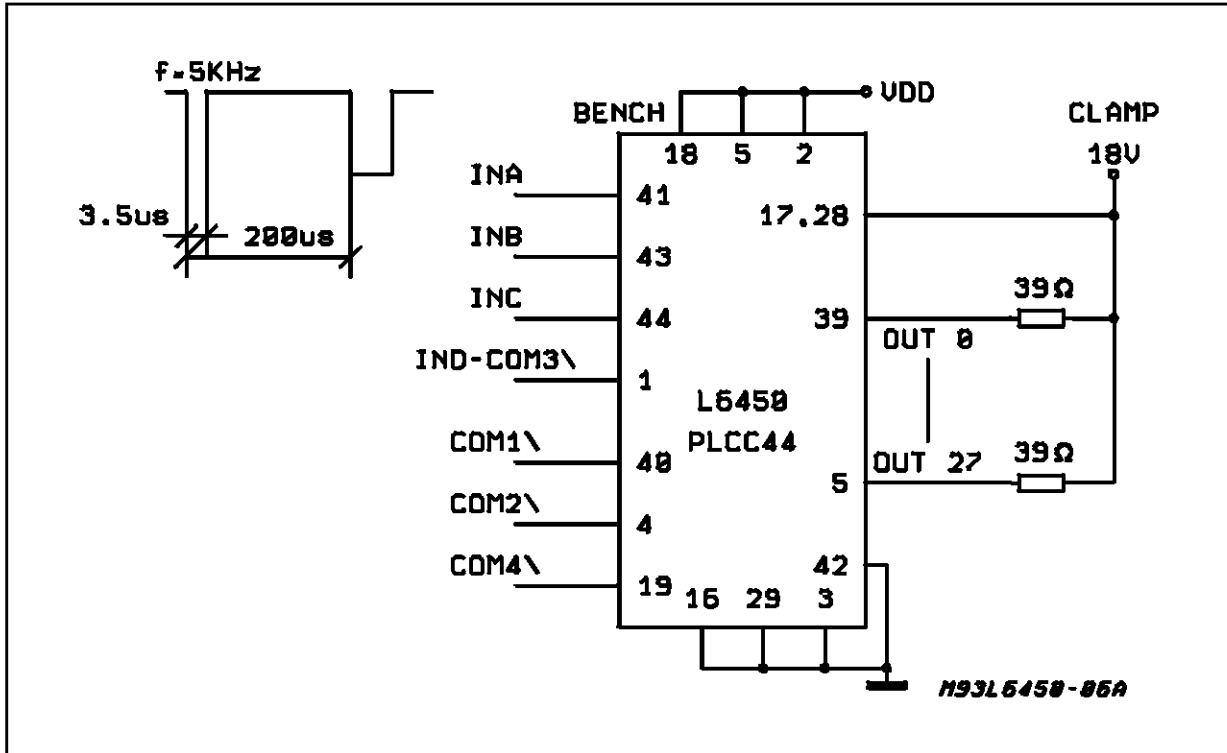 f=5KHz
3.5us
200us
BENCH
VDD
CLAMP
18V
18 5 2
INA
41
17.28
INB
43
INC
44
39
39Ω
OUT 0
IND-COM3\
1
L6450
PLCC44
COM1\
40
OUT 27
39Ω
5
COM2\
4
COM4\
19
42
16 29 3
M93L6450-06A